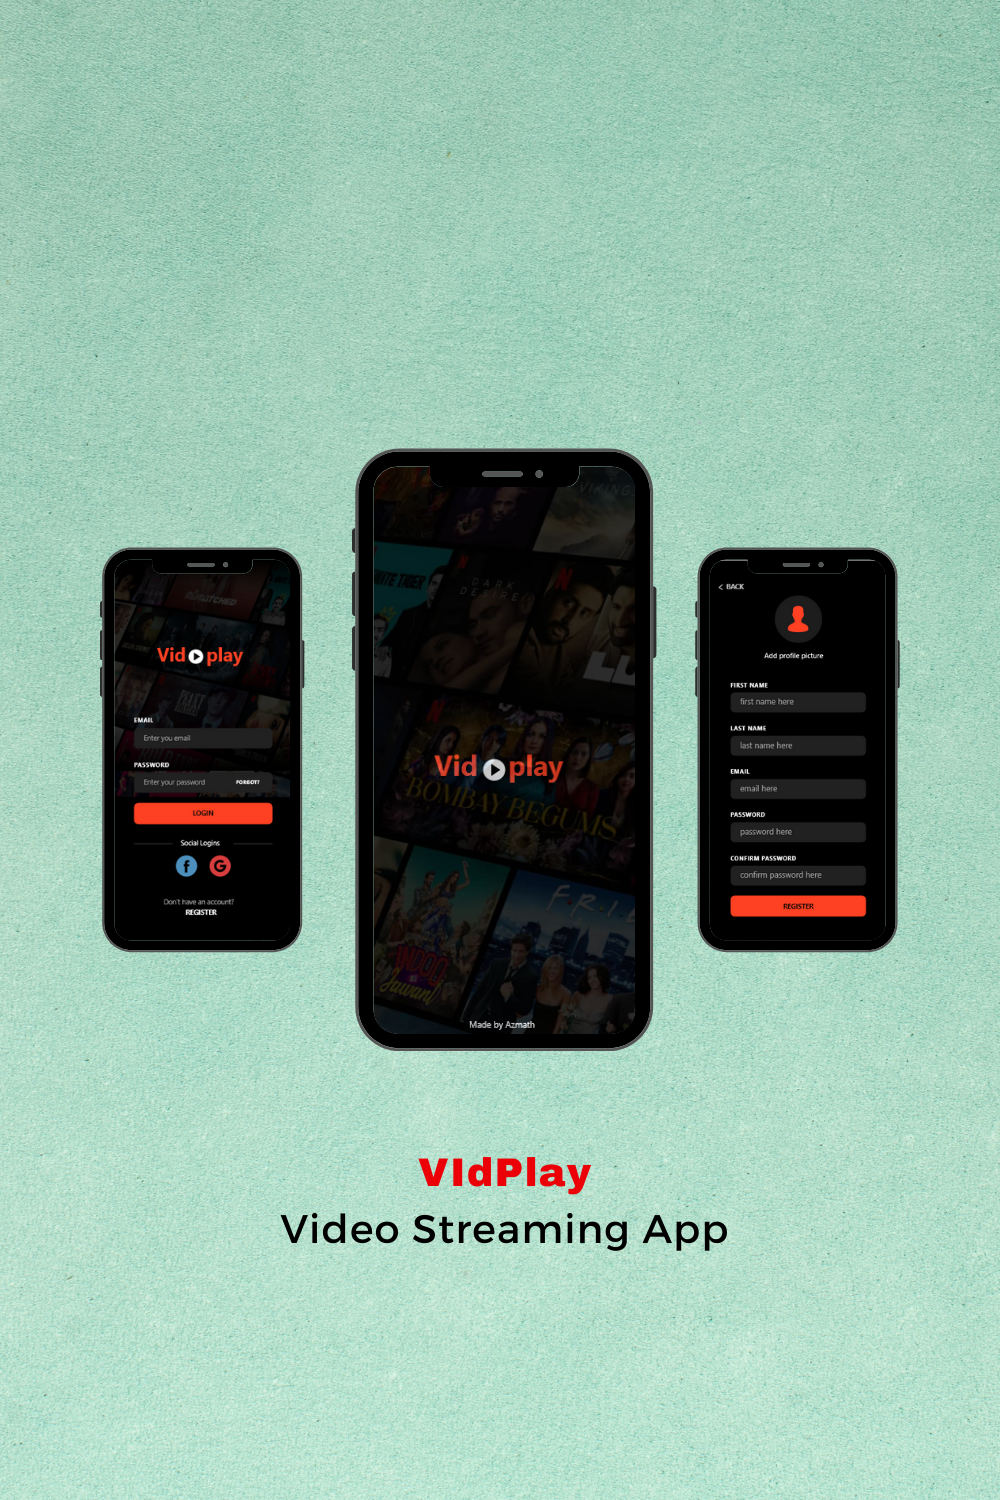 Vid play
EMAIL
Enter you email
PASSWORD
Enter your password FORGOT?
LOGIN
Social Logins
f G
Don't have an account?
REGISTER
VIKING
WHITE TIGER
DARK
DESIRE
Vid play
BOMBAY BEGUMS
F.R.I
Jawani
Made by Azmath
< BACK
Add profile picture
FIRST NAME
first name here
LAST NAME
last name here
EMAIL
email here
PASSWORD
password here
CONFIRM PASSWORD
confirm password here
REGISTER
VIdPlay
Video Streaming App